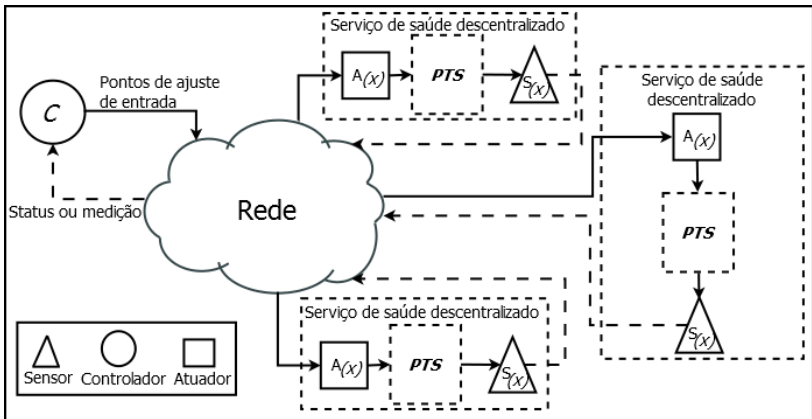 Serviço de saúde descentralizado
A(x)
PTS
S(x)
Pontos de ajuste
de entrada
C
Serviço de saúde
descentralizado
A(x)
PTS
S(x)
Status ou medição
Rede
Serviço de saúde descentralizado
A(x)
PTS
S(x)
Sensor Controlador Atuador